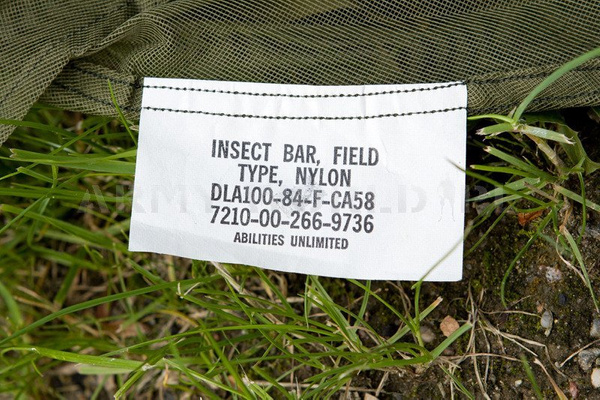 INSECT BAR, FIELD
TYPE, NYLON
DLA100-84-F-CA58
7210-00-266-9736
ABILITIES UNLIMITED